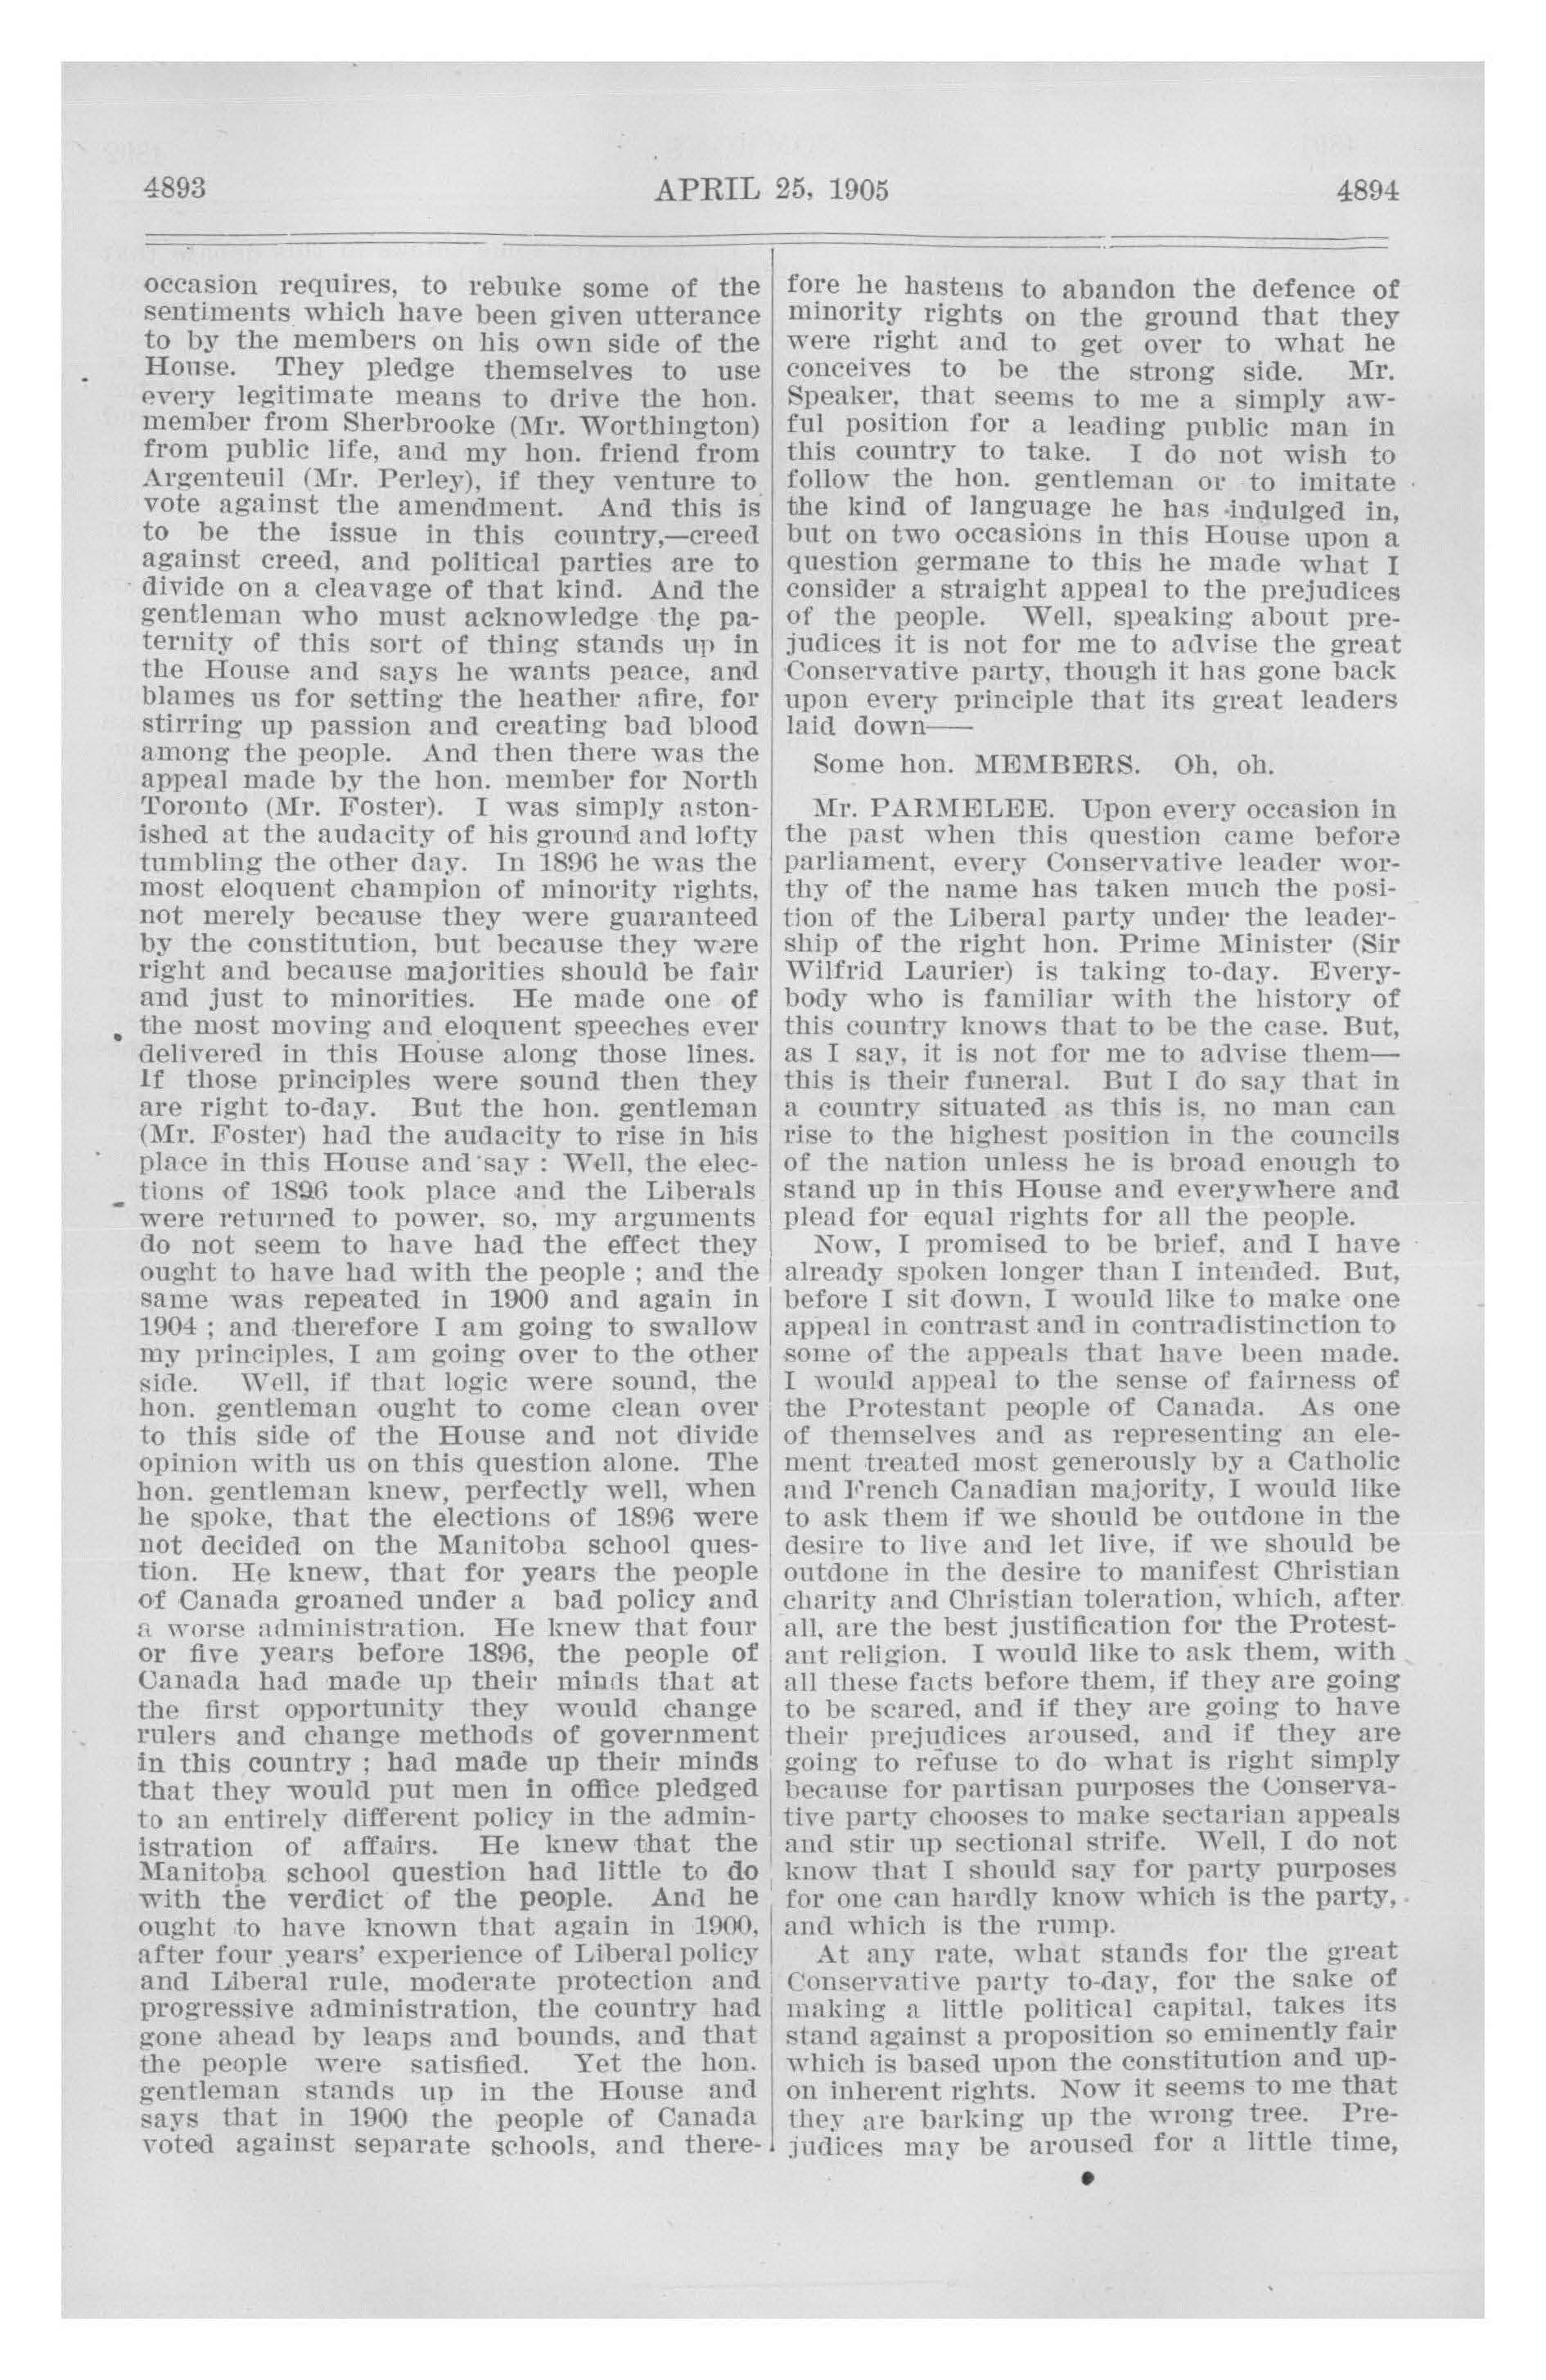 4893 APRIL 25, 1905 4894
occasion requires, to rebuke some of the
sentiments which have been given utterance
to by the members on his own side of the
House. They pledge themselves to use
every legitimate means to drive the hon.
member from Sherbrooke (Mr. Worthington)
from public life, and my hon. friend from
Argenteuil (Mr. Perley), if they venture to
vote against the amendment. And this is
to be the issue in this country,—creed
against creed, and political parties are to
divide on a cleavage of that kind. And the
gentleman who must acknowledge the pa-
ternity of this sort of thing stands up in
the House and says he wants peace, and
blames us for setting the heather afire, for
stirring up passion and creating bad blood
among the people. And then there was the
appeal made by the hon. member for North
Toronto (Mr. Foster). I was simply aston-
ished at the audacity of his ground and lofty
tumbling the other day. In 1896 he was the
most eloquent champion of minority rights,
not merely because they were guaranteed
by the constitution, but because they were
right and because majorities should be fair
and just to minorities. He made one of
the most moving and eloquent speeches ever
delivered in this House along those lines.
If those principles were sound then they
are right to-day. But the hon. gentleman
(Mr. Foster) had the audacity to rise in his
place in this House and say : Well, the elec-
tions of 1896 took place and the Liberals
were returned to power, so, my arguments
do not seem to have had the effect they
ought to have had with the people ; and the
same was repeated in 1900 and again in
1904 ; and therefore I am going to swallow
my principles, I am going over to the other
side. Well, if that logic were sound, the
hon. gentleman ought to come clean over
to this side of the House and not divide
opinion with us on this question alone. The
hon. gentleman knew, perfectly well, when
he spoke, that the elections of 1896 were
not decided on the Manitoba school ques-
tion. He knew, that for years the people
of Canada groaned under a bad policy and
a worse administration. He knew that four
or five years before 1896, the people of
Canada had made up their minds that at
the first opportunity they would change
rulers and change methods of government
in this country ; had made up their minds
that they would put men in office pledged
to an entirely different policy in the admin-
istration of affairs. He knew that the
Manitoba school question had little to do
with the verdict of the people. And he
ought to have known that again in 1900,
after four years' experience of Liberal policy
and Liberal rule, moderate protection and
progressive administration, the country had
gone ahead by leaps and bounds, and that
the people were satisfied. Yet the hon.
gentleman stands up in the House and
says that in 1900 the people of Canada
voted against separate schools, and there-
fore he hastens to abandon the defence of
minority rights on the ground that they
were right and to get over to what he
conceives to be the strong side. Mr.
Speaker, that seems to me a simply aw-
ful position for a leading public man in
this country to take. I do not wish to
follow the hon. gentleman or to imitate
the kind of language he has indulged in,
but on two occasions in this House upon a
question germane to this he made what I
consider a straight appeal to the prejudices
of the people. Well, speaking about pre-
judices it is not for me to advise the great
Conservative party, though it has gone back
upon every principle that its great leaders
laid down——
Some hon. MEMBERS. Oh, oh.
Mr. PARMELEE. Upon every occasion in
the past when this question came before
parliament, every Conservative leader wor-
thy of the name has taken much the posi-
tion of the Liberal party under the leader-
ship of the right hon. Prime Minister (Sir
Wilfrid Laurier) is taking to-day. Every-
body who is familiar with the history of
this country knows that to be the case. But,
as I say, it is not for me to advise them—
this is their funeral. But I do say that in
a country situated as this is, no man can
rise to the highest position in the councils
of the nation unless he is broad enough to
stand up in this House and everywhere and
plead for equal rights for all the people.
Now, I promised to be brief, and I have
already spoken longer than I intended. But,
before I sit down, I would like to make one
appeal in contrast and in contradistinction to
some of the appeals that have been made.
I would appeal to the sense of fairness of
the Protestant people of Canada. As one
of themselves and as representing an ele-
ment treated most generously by a Catholic
and French Canadian majority, I would like
to ask them if we should be outdone in the
desire to live and let live, if we should be
outdone in the desire to manifest Christian
charity and Christian toleration, which, after
all, are the best justification for the Protest-
ant religion. I would like to ask them, with
all these facts before them, if they are going
to be scared, and if they are going to have
their prejudices aroused, and if they are
going to refuse to do what is right simply
because for partisan purposes the Conserva-
tive party chooses to make sectarian appeals
and stir up sectional strife. Well, I do not
know that I should say for party purposes
for one can hardly know which is the party,
and which is the rump.
At any rate, what stands for the great
Conservative party to-day, for the sake of
making a little political capital, takes its
stand against a proposition so eminently fair
which is based upon the constitution and up-
on inherent rights. Now it seems to me that
they are barking up the wrong tree. Pre-
judices may be aroused for a little time,